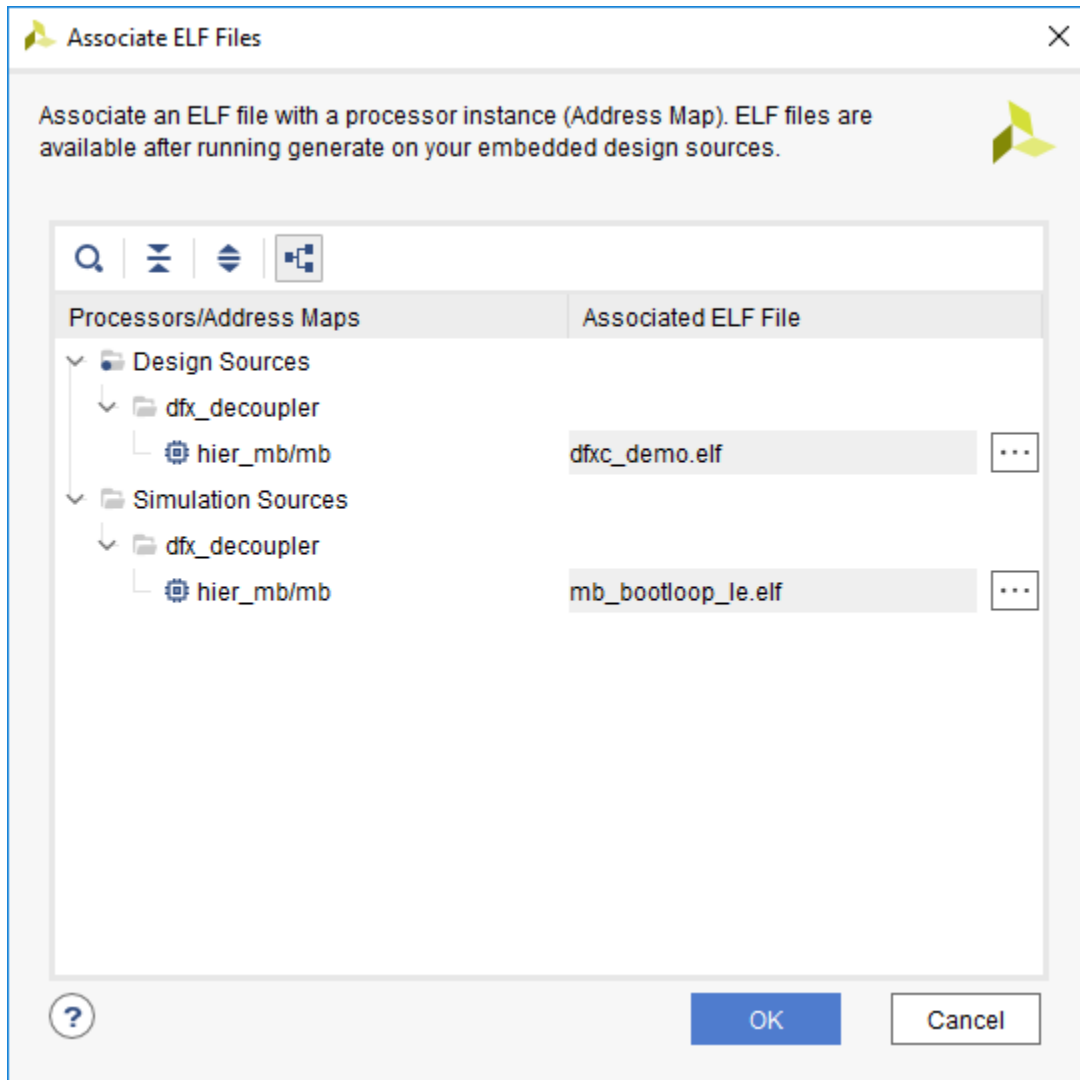 Associate ELF Files
Associate an ELF file with a processor instance (Address Map). ELF files are
available after running generate on your embedded design sources.
Processors/Address Maps Associated ELF File
Design Sources
dfx_decoupler
hier_mb/mb dfxc_demo.elf ...
Simulation Sources
dfx_decoupler
hier_mb/mb mb_bootloop_le.elf ...
? OK Cancel